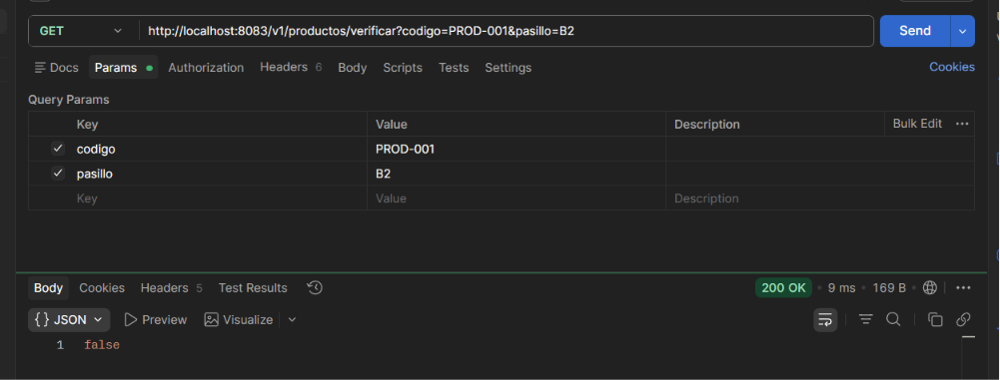 GET http://localhost:8083/v1/productos/verificar?codigo=PROD-001&pasillo=B2 Send
Docs Params Authorization Headers 6 Body Scripts Tests Settings Cookies
Query Params
Key Value Description Bulk Edit
codigo PROD-001
pasillo B2
Key Value Description
Body Cookies Headers 5 Test Results 200 OK • 9 ms • 169 B
{ } JSON Preview Visualize
1 false